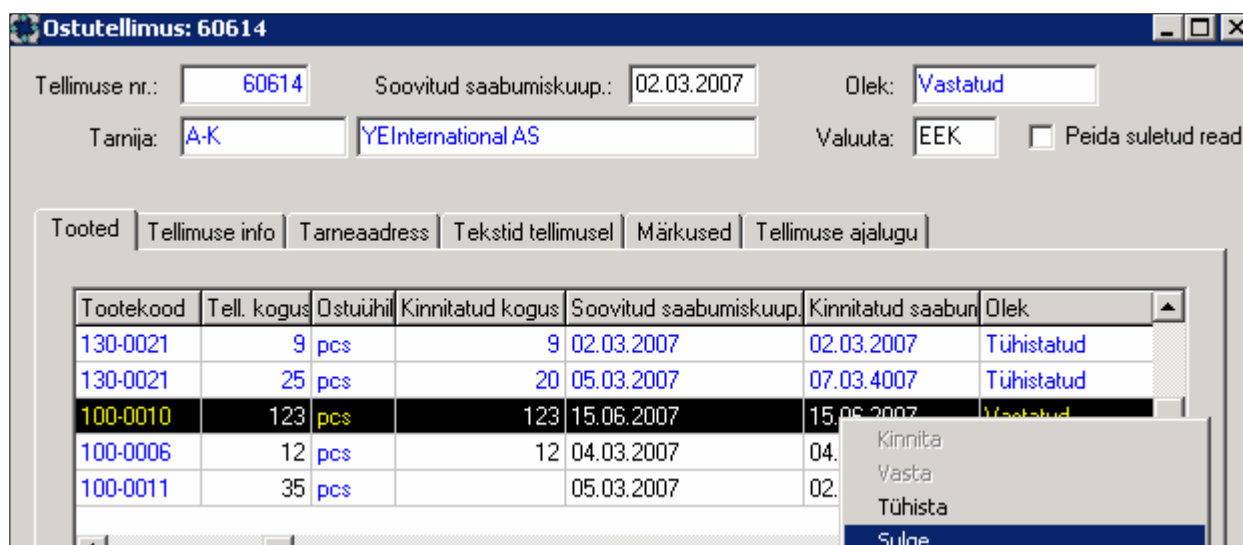 Ostutellimus: 60614
Tellimuse nr.: 60614 Soovitud saabumiskuup.: 02.03.2007 Olek: Vastatud
Tarnija: A-K YEInternational AS Valuuta: EEK Peida suletud read
Tooted Tellimuse info Tarneaadress Tekstid tellimusel Märkused Tellimuse ajalugu
Tootekood Tell. kogus Ostuühil Kinnitatud kogus Soovitud saabumiskuup. Kinnitatud saabun Olek
130-0021 9 pcs 9 02.03.2007 02.03.2007 Tühistatud
130-0021 25 pcs 20 05.03.2007 07.03.4007 Tühistatud
100-0010 123 pcs 123 15.06.2007 15.06.2007 Vastatud
100-0006 12 pcs 12 04.03.2007 04.
100-0011 35 pcs 05.03.2007 02.
Kinnita
Vasta
Tühista
Sulge